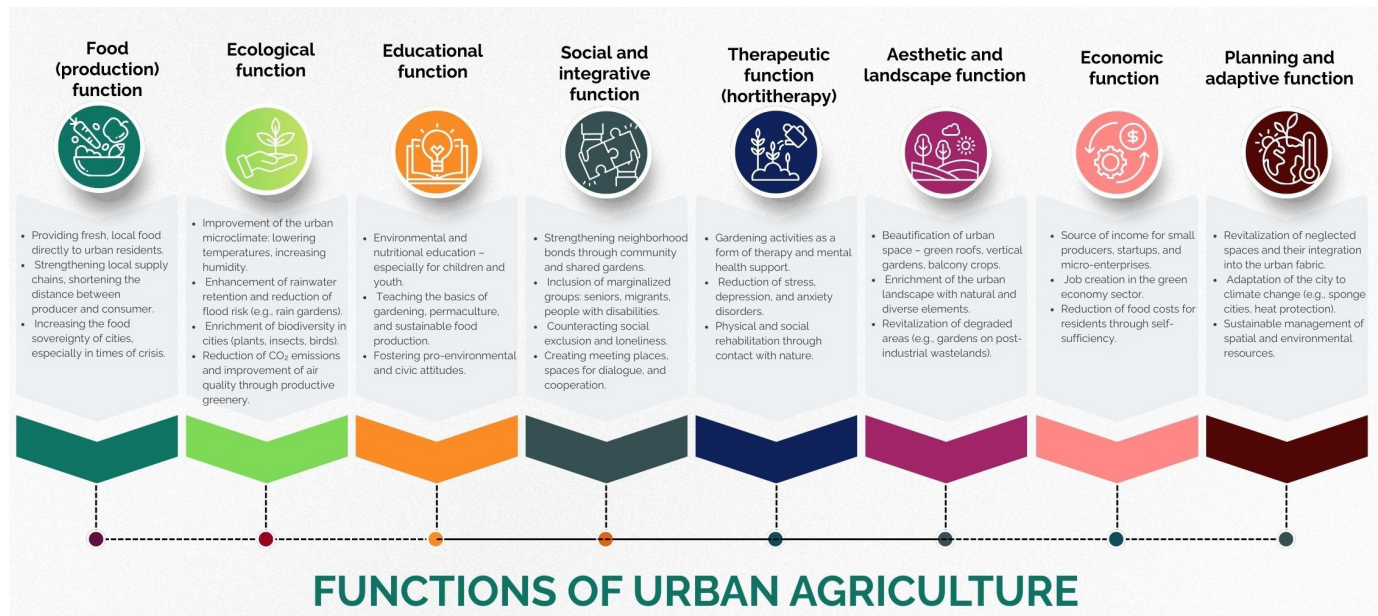 Food
(production)
function
Ecological
function
Educational
function
Social and
integrative
function
Therapeutic
function
(hortitherapy)
Aesthetic and
landscape function
Economic
function
Planning and
adaptive function
$
• Providing fresh, local food
directly to urban residents.
• Strengthening local supply
chains, shortening the
distance between
producer and consumer.
• Increasing the food
sovereignty of cities,
especially in times of crisis.
• Improvement of the urban
microclimate: lowering
temperatures, increasing
humidity.
• Enhancement of rainwater
retention and reduction of
flood risk (e.g., rain gardens).
• Enrichment of biodiversity in
cities (plants, insects, birds).
• Reduction of CO₂ emissions
and improvement of air
quality through productive
greenery.
• Environmental and
nutritional education –
especially for children and
youth.
• Teaching the basics of
gardening, permaculture,
and sustainable food
production.
• Fostering pro-environmental
and civic attitudes.
• Strengthening neighborhood
bonds through community
and shared gardens.
• Inclusion of marginalized
groups: seniors, migrants,
people with disabilities.
• Counteracting social
exclusion and loneliness.
• Creating meeting places,
spaces for dialogue, and
cooperation.
• Gardening activities as a
form of therapy and mental
health support.
• Reduction of stress,
depression, and anxiety
disorders.
• Physical and social
rehabilitation through
contact with nature.
• Beautification of urban
space – green roofs, vertical
gardens, balcony crops.
• Enrichment of the urban
landscape with natural and
diverse elements.
• Revitalization of degraded
areas (e.g., gardens on post-
industrial wastelands).
• Source of income for small
producers, startups, and
micro-enterprises.
• Job creation in the green
economy sector.
• Reduction of food costs for
residents through self-
sufficiency.
• Revitalization of neglected
spaces and their integration
into the urban fabric.
• Adaptation of the city to
climate change (e.g., sponge
cities, heat protection).
• Sustainable management of
spatial and environmental
resources.
FUNCTIONS OF URBAN AGRICULTURE